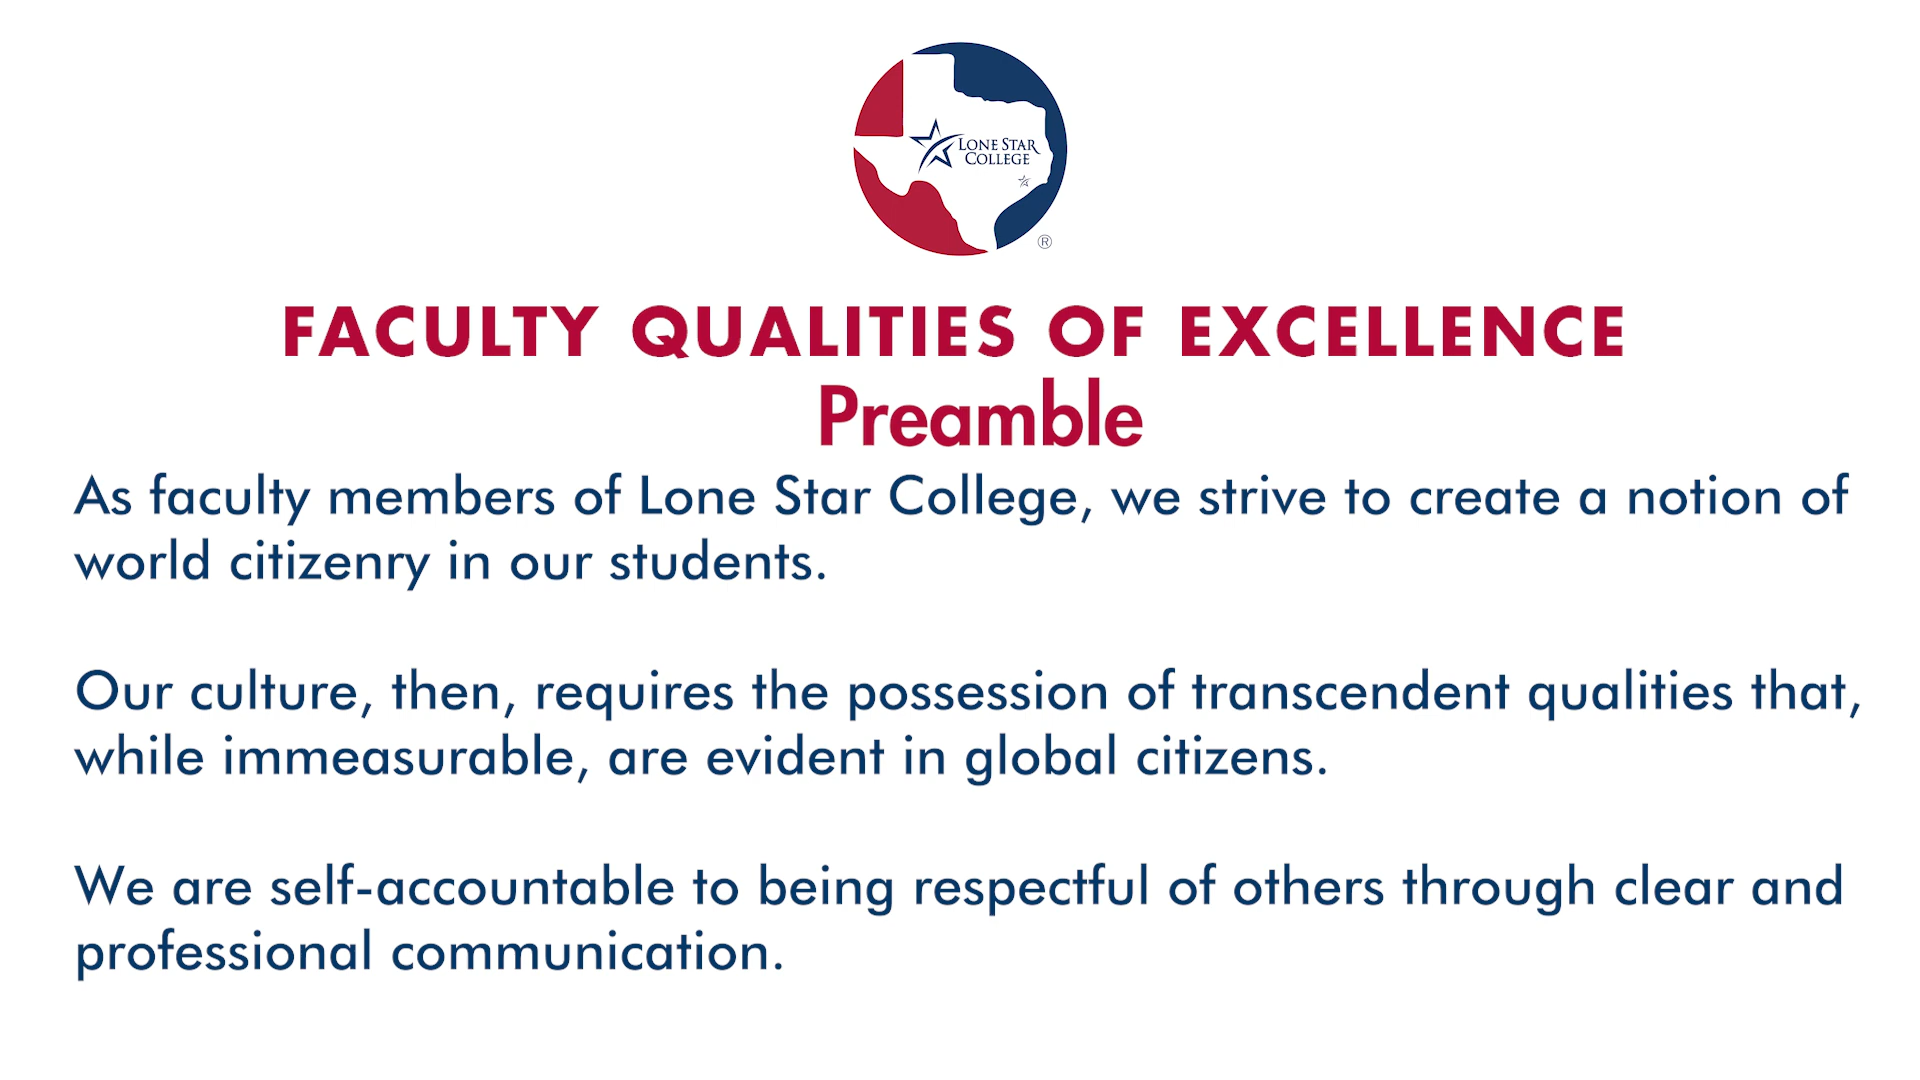 LONE STAR
COLLEGE
®
FACULTY QUALITIES OF EXCELLENCE
Preamble
As faculty members of Lone Star College, we strive to create a notion of
world citizenry in our students.
Our culture, then, requires the possession of transcendent qualities that,
while immeasurable, are evident in global citizens.
We are self-accountable to being respectful of others through clear and
professional communication.